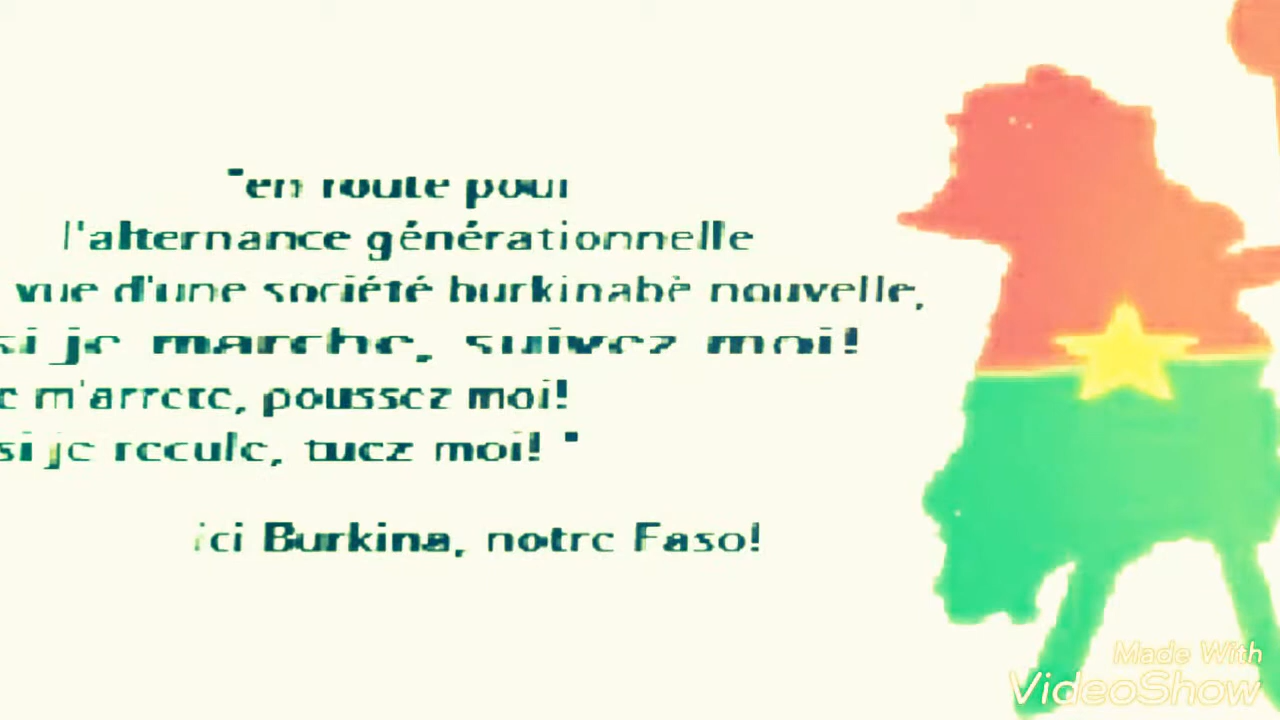 "en route pour
l'alternance générationnelle
vue d'une société burkinabè nouvelle,
si je marche, suivez moi!
m'arrete, poussez moi!
si je recule, tuez moi! "
ici Burkina, notre Faso!
Made With
VideoShow